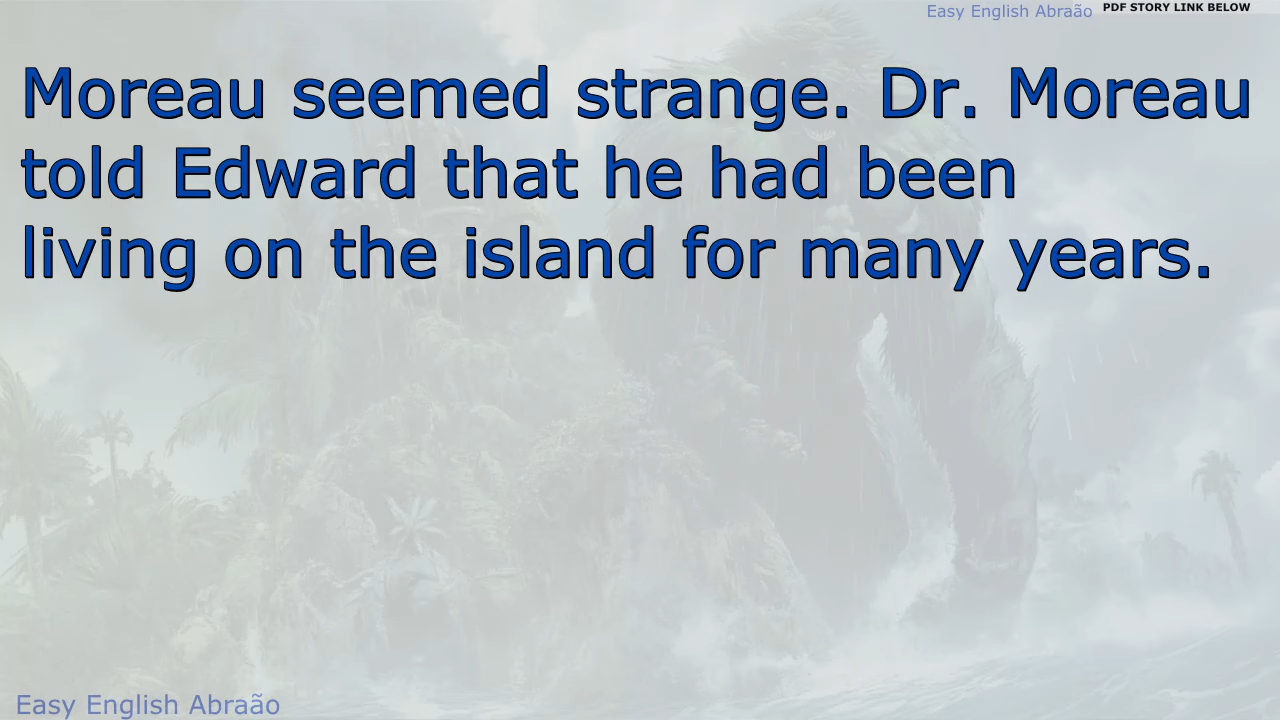 Easy English Abraão PDF STORY LINK BELOW
Moreau seemed strange. Dr. Moreau
told Edward that he had been
living on the island for many years.
Easy English Abraão